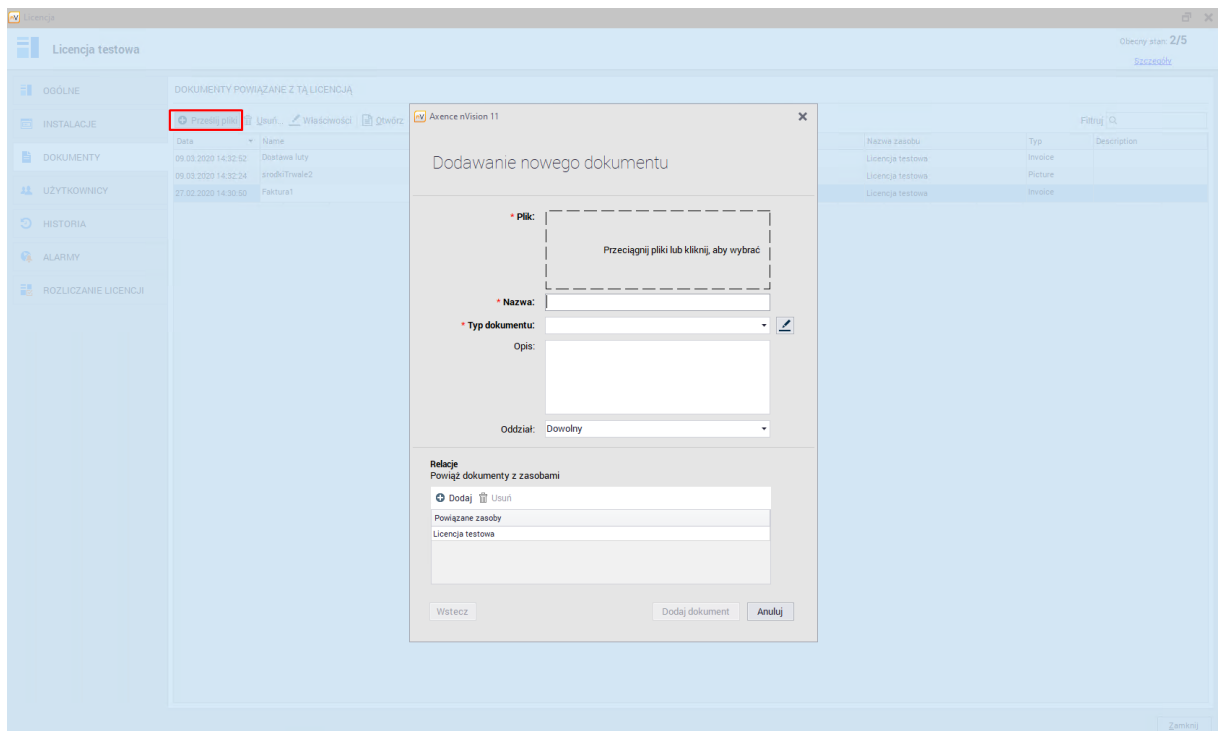 nV Licencja
Licencja testowa
Obecny stan: 2/5
Szczegóły
OGÓLNE
INSTALACJE
DOKUMENTY
UŻYTKOWNICY
HISTORIA
ALARMY
ROZLICZANIE LICENCJI
DOKUMENTY POWIĄZANE Z TĄ LICENCJĄ
Prześlij pliki Usuń... Właściwości Otwórz
Filtruj
Data Name Nazwa zasobu Typ Description
09.03.2020 14:32:52 Dostawa luty Licencja testowa Invoice
09.03.2020 14:32:24 srodkiTrwale2 Licencja testowa Picture
27.02.2020 14:30:50 Faktura1 Licencja testowa Invoice
nV Axence nVision 11
Dodawanie nowego dokumentu
* Plik:
Przeciągnij pliki lub kliknij, aby wybrać
* Nazwa:
* Typ dokumentu:
Opis:
Oddział: Dowolny
Relacje
Powiąż dokumenty z zasobami
Dodaj Usuń
Powiązane zasoby
Licencja testowa
Wstecz Dodaj dokument Anuluj
Zamknij